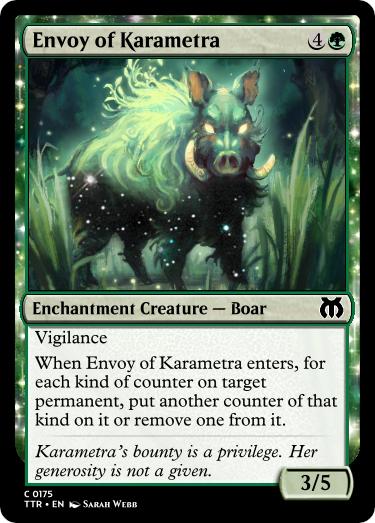 Envoy of Karametra 4
Enchantment Creature — Boar
Vigilance
When Envoy of Karametra enters, for
each kind of counter on target
permanent, put another counter of that
kind on it or remove one from it.
Karametra's bounty is a privilege. Her
generosity is not a given.
3/5
C 0175
TTR • EN Sarah Webb